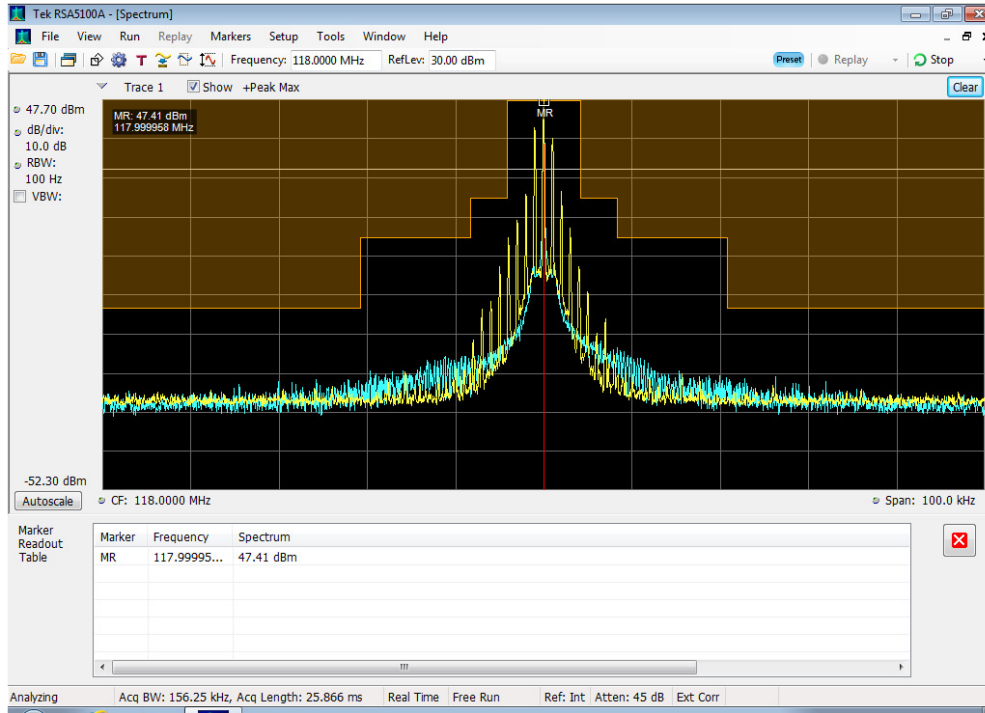 Tek RSA5100A - [Spectrum]
File View Run Replay Markers Setup Tools Window Help
T Frequency: 118.0000 MHz RefLev: 30.00 dBm Preset Replay Stop
Trace 1 Show +Peak Max Clear
47.70 dBm
dB/div:
10.0 dB
RBW:
100 Hz
VBW:
MR: 47.41 dBm
117.999958 MHz
MR
-52.30 dBm
Autoscale CF: 118.0000 MHz Span: 100.0 kHz
Marker
Readout
Table
Marker Frequency Spectrum
MR 117.99995... 47.41 dBm
Analyzing Acq BW: 156.25 kHz, Acq Length: 25.866 ms Real Time Free Run Ref: Int Atten: 45 dB Ext Corr